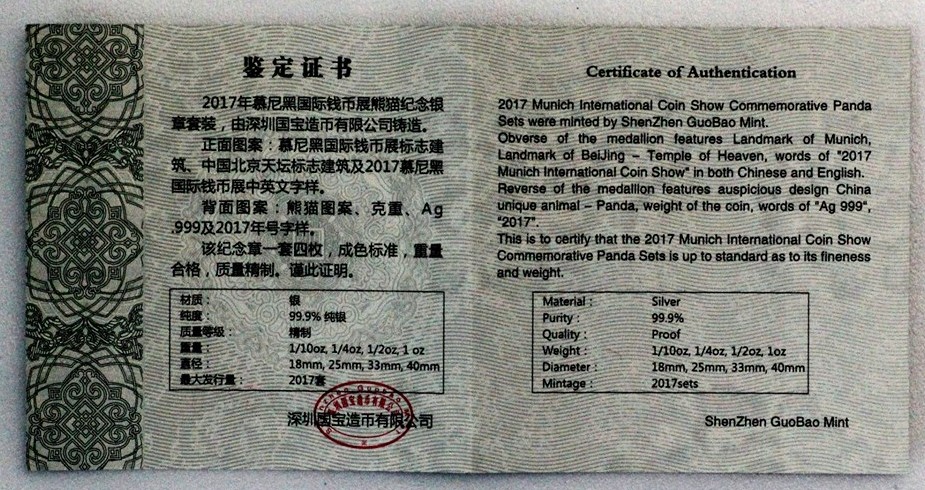 鉴定证书
2017年慕尼黑国际钱币展熊猫纪念银
章套装，由深圳国宝造币有限公司铸造。
正面图案：慕尼黑国际钱币展标志建
筑、中国北京天坛标志建筑及2017慕尼黑
国际钱币展中英文字样。
背面图案：熊猫图案、克重、Ag
.999及2017年号字样。
该纪念章一套四枚，成色标准，重量
合格，质量精制。谨此证明。
材质： 银
纯度： 99.9% 纯银
质量等级： 精制
重量： 1/10oz, 1/4oz, 1/2oz, 1 oz
直径： 18mm, 25mm, 33mm, 40mm
最大发行量： 2017套
深圳国宝造币有限公司
Certificate of Authentication
2017 Munich International Coin Show Commemorative Panda
Sets were minted by ShenZhen GuoBao Mint.
Obverse of the medallion features Landmark of Munich,
Landmark of BeiJing – Temple of Heaven, words of "2017
Munich International Coin Show" in both Chinese and English.
Reverse of the medallion features auspicious design China
unique animal – Panda, weight of the coin, words of "Ag 999",
"2017".
This is to certify that the 2017 Munich International Coin Show
Commemorative Panda Sets is up to standard as to its fineness
and weight.
Material : Silver
Purity : 99.9%
Quality : Proof
Weight : 1/10oz, 1/4oz, 1/2oz, 1oz
Diameter : 18mm, 25mm, 33mm, 40mm
Mintage : 2017sets
ShenZhen GuoBao Mint